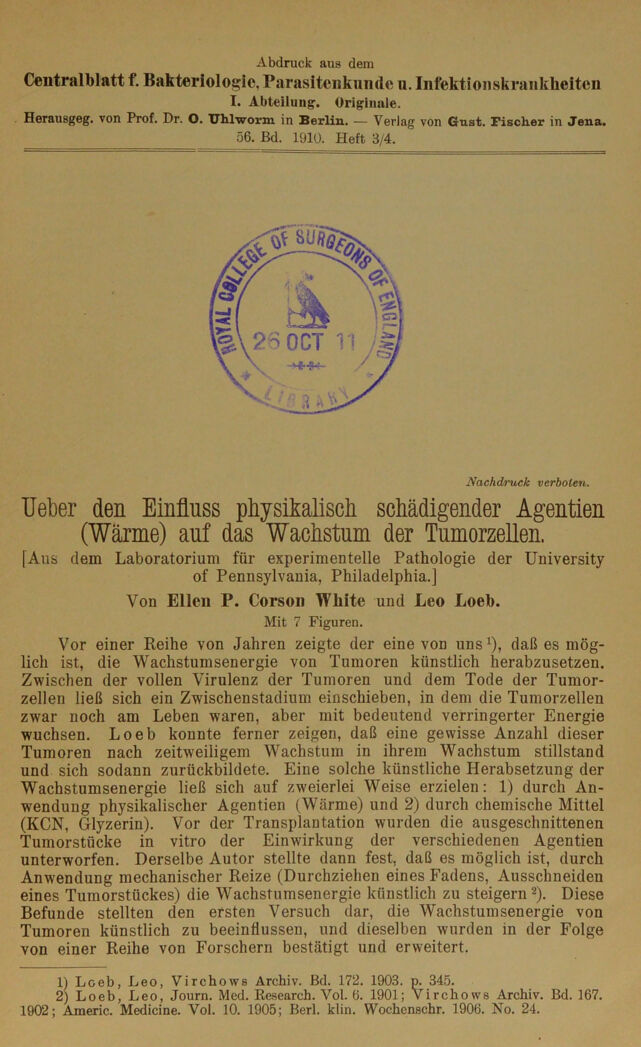 Abdruck aus dem
Centralblatt f. Bakteriologie, Parasitenkunde u. Infektionskrankheiten
I. Abteilung. Originale.
Herausgeg. von Prof. Dr. O. Uhlworm in Berlin. — Verlag von Gust. Fischer in Jena.
56. Bd. 1910. Heft 3/4.
ROYAL COLLEGE OF SURGEONS OF ENGLAND
26 OCT 11
LIBRARY
Nachdruck verboten.
Ueber den Einfluss physikalisch schädigender Agentien
(Wärme) auf das Wachstum der Tumorzellen.
[Aus dem Laboratorium für experimentelle Pathologie der University
of Pennsylvania, Philadelphia.]
Von Ellen P. Corson White und Leo Loeb.
Mit 7 Figuren.
Vor einer Reihe von Jahren zeigte der eine von uns¹), daß es mög-
lich ist, die Wachstumsenergie von Tumoren künstlich herabzusetzen.
Zwischen der vollen Virulenz der Tumoren und dem Tode der Tumor-
zellen ließ sich ein Zwischenstadium einschieben, in dem die Tumorzellen
zwar noch am Leben waren, aber mit bedeutend verringerter Energie
wuchsen. Loeb konnte ferner zeigen, daß eine gewisse Anzahl dieser
Tumoren nach zeitweiligem Wachstum in ihrem Wachstum stillstand
und sich sodann zurückbildete. Eine solche künstliche Herabsetzung der
Wachstumsenergie ließ sich auf zweierlei Weise erzielen: 1) durch An-
wendung physikalischer Agentien (Wärme) und 2) durch chemische Mittel
(KCN, Glyzerin). Vor der Transplantation wurden die ausgeschnittenen
Tumorstücke in vitro der Einwirkung der verschiedenen Agentien
unterworfen. Derselbe Autor stellte dann fest, daß es möglich ist, durch
Anwendung mechanischer Reize (Durchziehen eines Fadens, Ausschneiden
eines Tumorstückes) die Wachstumsenergie künstlich zu steigern²). Diese
Befunde stellten den ersten Versuch dar, die Wachstumsenergie von
Tumoren künstlich zu beeinflussen, und dieselben wurden in der Folge
von einer Reihe von Forschern bestätigt und erweitert.
1) Loeb, Leo, Virchows Archiv. Bd. 172. 1903. p. 345.
2) Loeb, Leo, Journ. Med. Research. Vol. 6. 1901; Virchows Archiv. Bd. 167.
1902; Americ. Medicine. Vol. 10. 1905; Berl. klin. Wochenschr. 1906. No. 24.